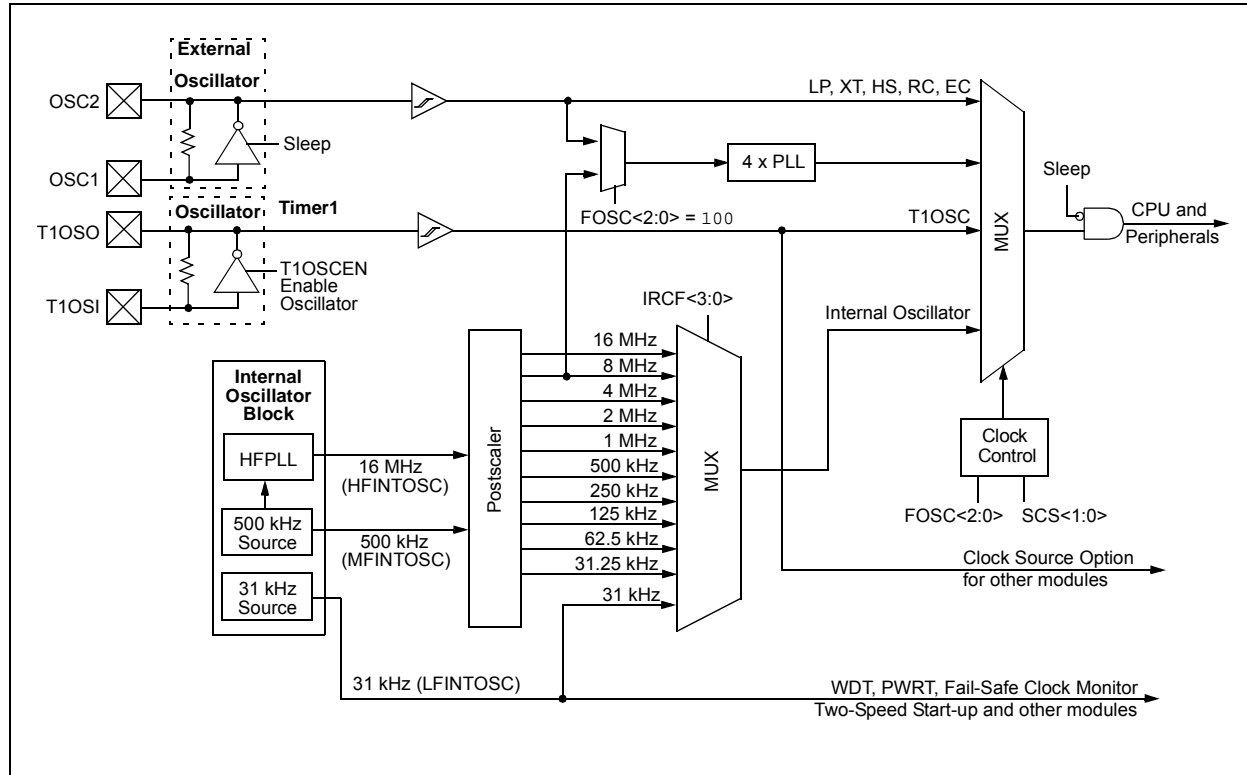 External
Oscillator
OSC2
Sleep
OSC1
LP, XT, HS, RC, EC
4 x PLL
FOSC<2:0> = 100
Sleep
CPU and
Peripherals
MUX
Oscillator
Timer1
T1OSO
T1OSCEN
Enable
Oscillator
T1OSI
T1OSC
IRCF<3:0>
Internal Oscillator
Internal
Oscillator
Block
HFPLL
500 kHz
Source
31 kHz
Source
16 MHz
(HFINTOSC)
500 kHz
(MFINTOSC)
Postscaler
16 MHz
8 MHz
4 MHz
2 MHz
1 MHz
500 kHz
250 kHz
125 kHz
62.5 kHz
31.25 kHz
31 kHz
MUX
Clock
Control
FOSC<2:0>
SCS<1:0>
Clock Source Option
for other modules
31 kHz (LFINTOSC)
WDT, PWRT, Fail-Safe Clock Monitor
Two-Speed Start-up and other modules